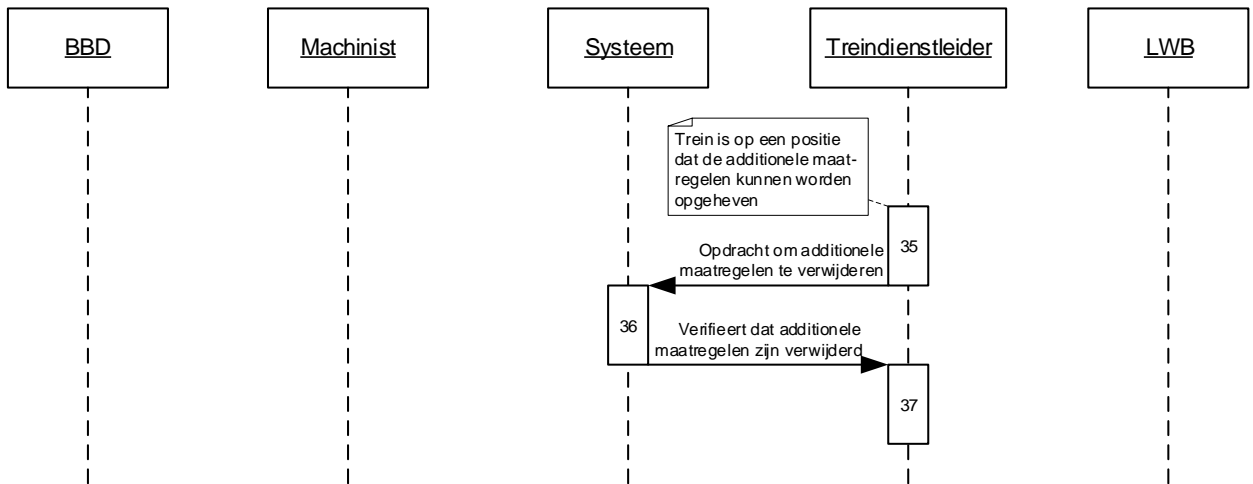 BBD
Machinist
Systeem
Treindienstleider
LWB
Trein is op een positie
dat de additionele maat-
regelen kunnen worden
opgeheven
35
Opdracht om additionele
maatregelen te verwijderen
36
Verifieert dat additionele
maatregelen zijn verwijderd
37